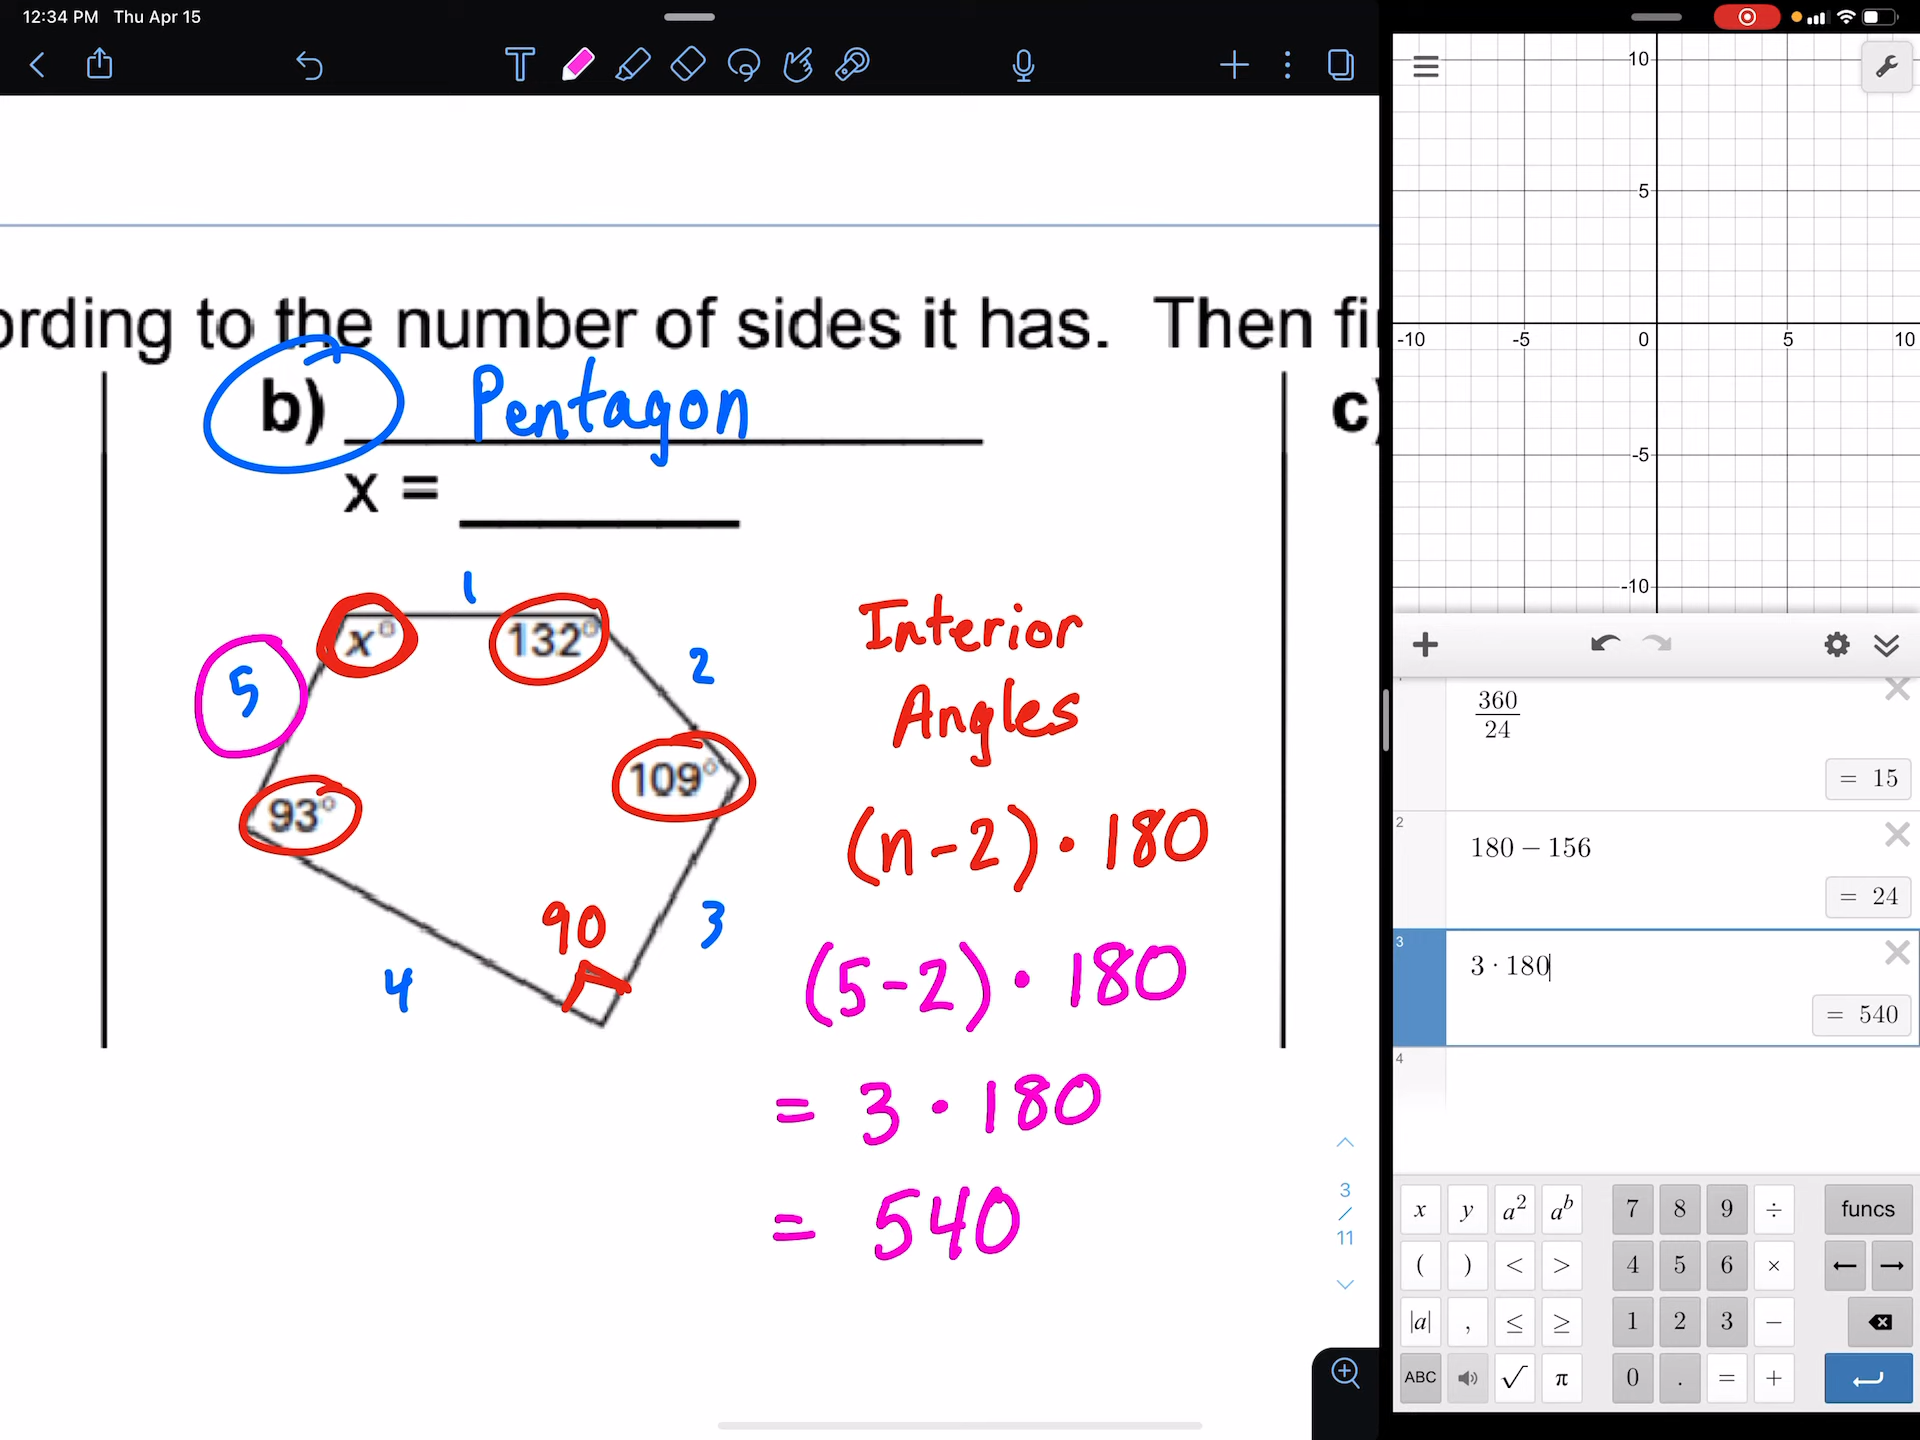 12:34 PM Thu Apr 15
ording to the number of sides it has. Then fi
b) Pentagon
c)
x =
1
x° 132°
2
5
109°
93°
90
3
4
Interior
Angles
(n-2) · 180
(5-2) · 180
= 3 · 180
= 540
3
/
11
10
5
-10 -5 0 5 10
-5
-10
360
24
= 15
2
180 – 156
= 24
3
3 · 180
= 540
4
x y a² aᵇ 7 8 9 ÷ funcs
( ) < > 4 5 6 × ← →
|a| , ≤ ≥ 1 2 3 −
ABC √ π 0 . = +